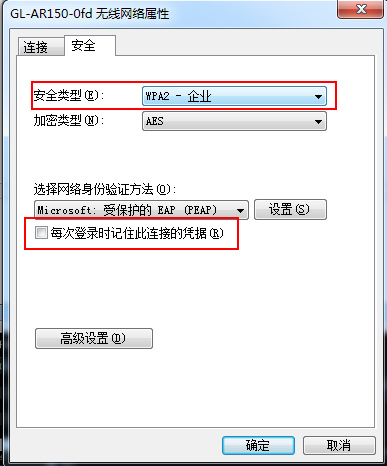 GL-AR150-0fd 无线网络属性
连接 安全
安全类型(E): WPA2 - 企业
加密类型(N): AES
选择网络身份验证方法(O):
Microsoft: 受保护的 EAP (PEAP) 设置(S)
每次登录时记住此连接的凭据(R)
高级设置(D)
确定 取消